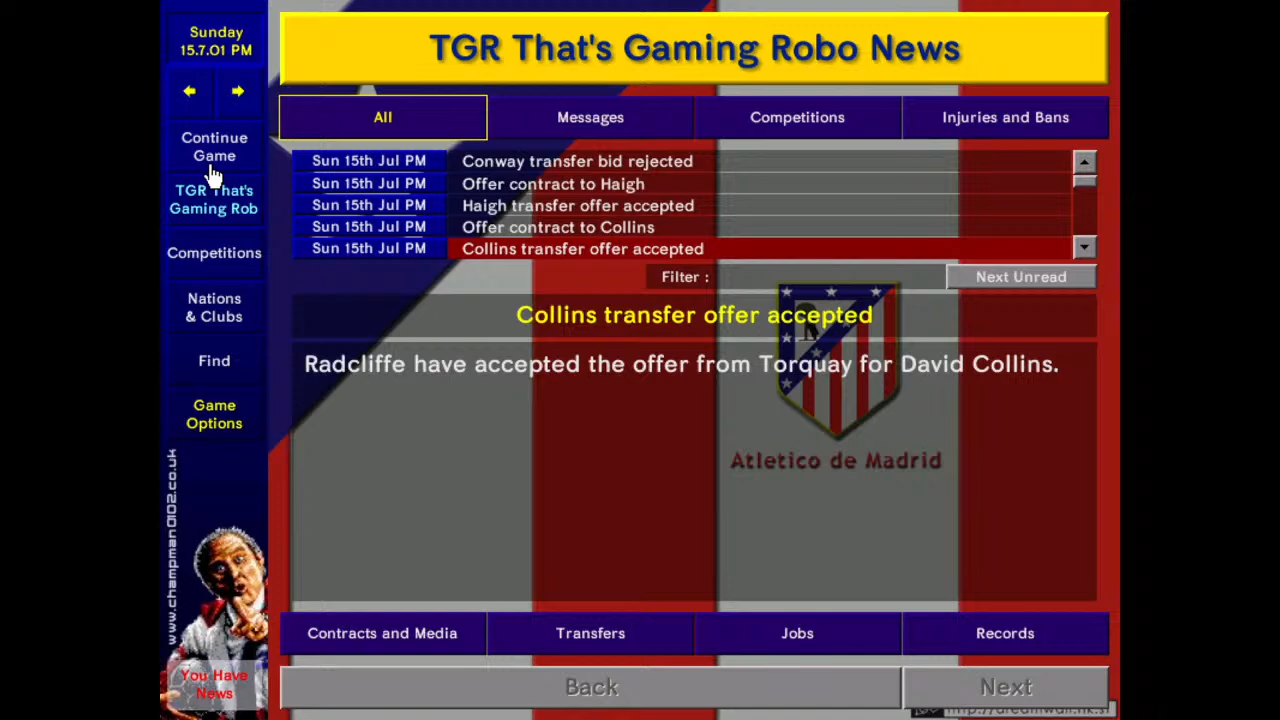 Sunday
15.7.01 PM
TGR That's Gaming Robo News
All
Messages
Competitions
Injuries and Bans
Continue
Game
TGR That's
Gaming Rob
Competitions
Nations
& Clubs
Find
Game
Options
Sun 15th Jul PM Conway transfer bid rejected
Sun 15th Jul PM Offer contract to Haigh
Sun 15th Jul PM Haigh transfer offer accepted
Sun 15th Jul PM Offer contract to Collins
Sun 15th Jul PM Collins transfer offer accepted
Filter :
Next Unread
Collins transfer offer accepted
Radcliffe have accepted the offer from Torquay for David Collins.
Atletico de Madrid
www.champman0102.co.uk
You Have
News
Contracts and Media
Transfers
Jobs
Records
Back
Next